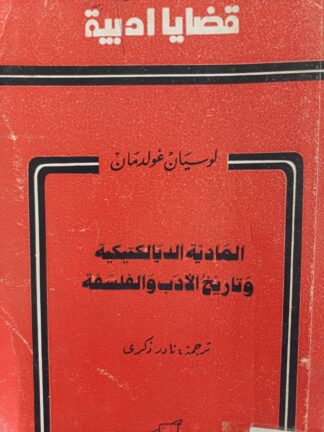 قضايا ادبية
لوسيان غولدمان
المادية الديالكتيكية
وتاريخ الأدب والفلسفة
ترجمة: نادر ذكرى